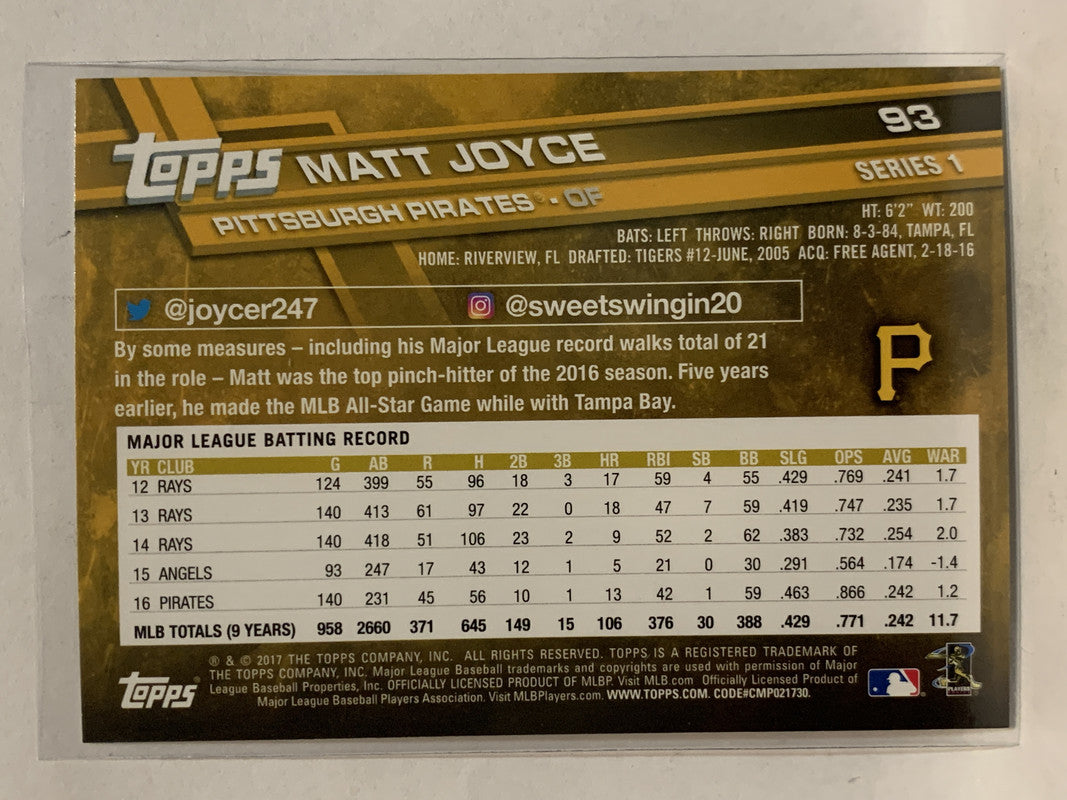 topps MATT JOYCE 93
PITTSBURGH PIRATES® • OF SERIES 1
HT: 6'2" WT: 200
BATS: LEFT THROWS: RIGHT BORN: 8-3-84, TAMPA, FL
HOME: RIVERVIEW, FL DRAFTED: TIGERS #12-JUNE, 2005 ACQ: FREE AGENT, 2-18-16
@joycer247 @sweetswingin20
By some measures – including his Major League record walks total of 21
in the role – Matt was the top pinch-hitter of the 2016 season. Five years
earlier, he made the MLB All-Star Game while with Tampa Bay.
P
MAJOR LEAGUE BATTING RECORD
YR CLUB G AB R H 2B 3B HR RBI SB BB SLG OPS AVG WAR
12 RAYS 124 399 55 96 18 3 17 59 4 55 .429 .769 .241 1.7
13 RAYS 140 413 61 97 22 0 18 47 7 59 .419 .747 .235 1.7
14 RAYS 140 418 51 106 23 2 9 52 2 62 .383 .732 .254 2.0
15 ANGELS 93 247 17 43 12 1 5 21 0 30 .291 .564 .174 -1.4
16 PIRATES 140 231 45 56 10 1 13 42 1 59 .463 .866 .242 1.2
MLB TOTALS (9 YEARS) 958 2660 371 645 149 15 106 376 30 388 .429 .771 .242 11.7
® & © 2017 THE TOPPS COMPANY, INC. ALL RIGHTS RESERVED. TOPPS IS A REGISTERED TRADEMARK OF
THE TOPPS COMPANY, INC. Major League Baseball trademarks and copyrights are used with permission of Major
League Baseball Properties, Inc. OFFICIALLY LICENSED PRODUCT OF MLBP. Visit MLB.com Officially Licensed Product of
Major League Baseball Players Association. Visit MLBPlayers.com. WWW.TOPPS.COM. CODE#CMP021730.
topps
PLAYERS